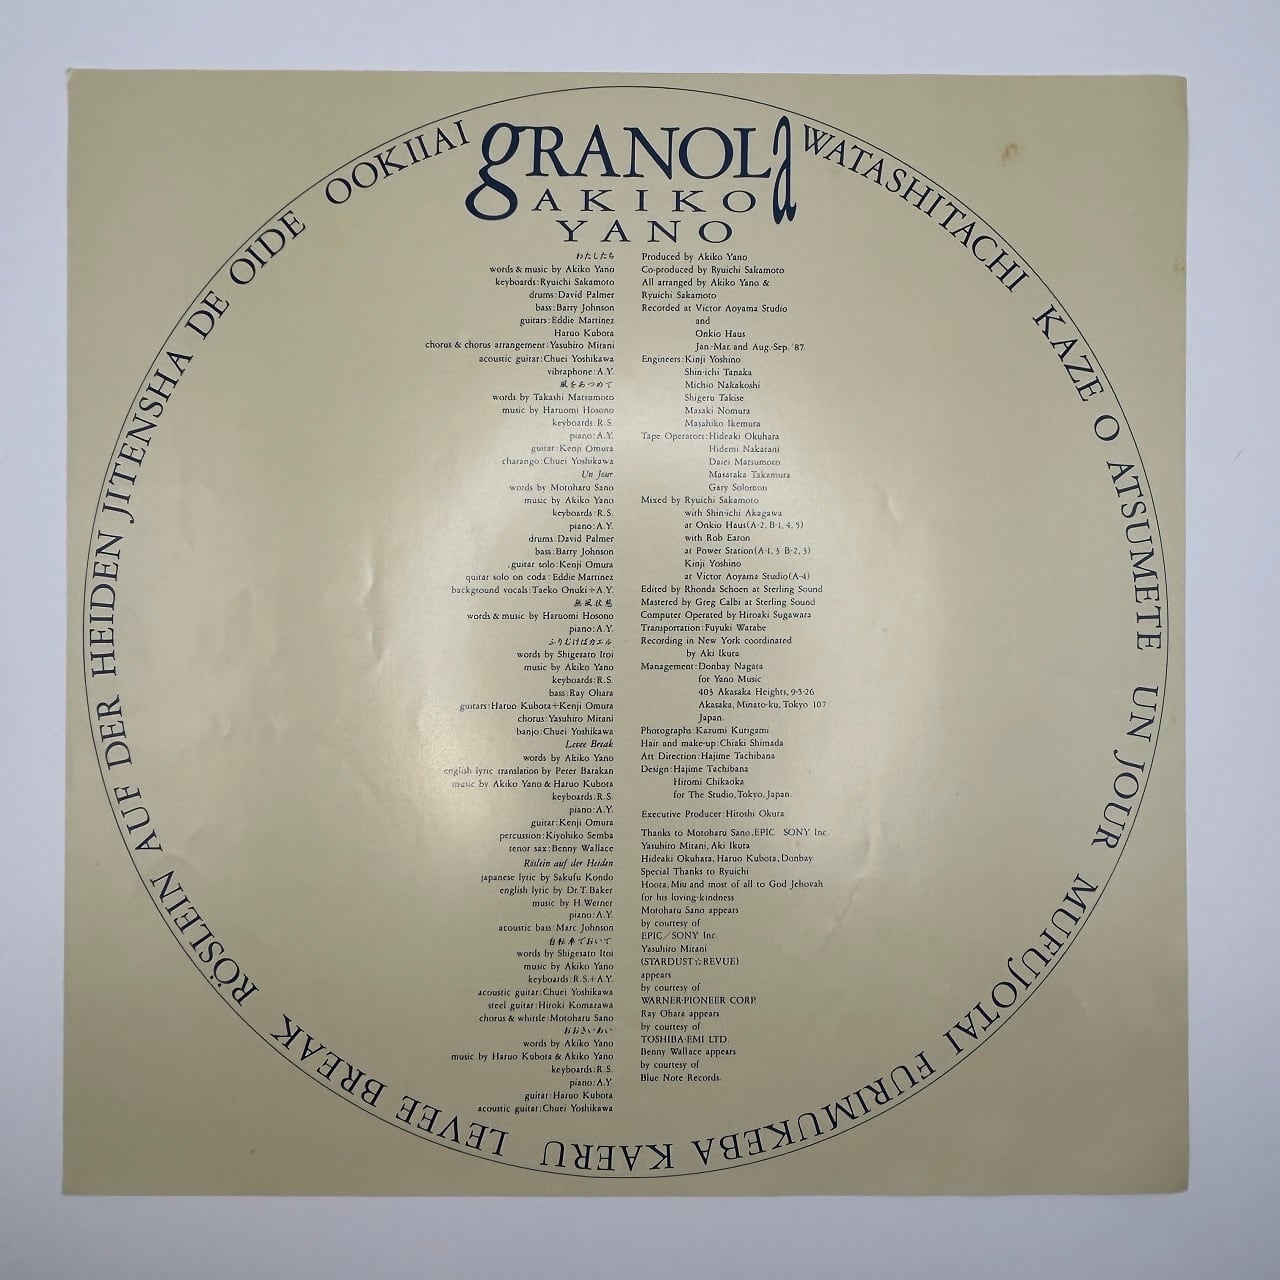 gRANOLa
AKIKO
YANO
WATASHITACHI KAZE O ATSUMETE UN JOUR MUFUJOTAI FURIMUKEBA KAERU LEVEE BREAK RÖSLEIN AUF DER HEIDEN JITENSHA DE OIDE OOKIIAI
わたしたち
words & music by Akiko Yano
keyboards:Ryuichi Sakamoto
drums:David Palmer
bass:Barry Johnson
guitars:Eddie Martinez
Haruo Kubota
chorus & chorus arrangement:Yasuhiro Mitani
acoustic guitar:Chuei Yoshikawa
vibraphone:A.Y.
風をあつめて
words by Takashi Matsumoto
music by Haruomi Hosono
keyboards:R.S.
piano:A.Y.
guitar:Kenji Omura
charango:Chuei Yoshikawa
Un Jour
words by Motoharu Sano
music by Akiko Yano
keyboards:R.S.
piano:A.Y.
drums:David Palmer
bass:Barry Johnson
guitar solo:Kenji Omura
guitar solo on coda:Eddie Martinez
background vocals:Taeko Onuki+A.Y.
無風状態
words & music by Haruomi Hosono
piano:A.Y.
ふりむけばカエル
words by Shigesato Itoi
music by Akiko Yano
keyboards:R.S.
bass:Ray Ohara
guitars:Haruo Kubota+Kenji Omura
chorus:Yasuhiro Mitani
banjo:Chuei Yoshikawa
Levee Break
words by Akiko Yano
english lyric translation by Peter Barakan
music by Akiko Yano & Haruo Kubota
keyboards:R.S.
piano:A.Y.
guitar:Kenji Omura
percussion:Kiyohiko Semba
tenor sax:Benny Wallace
Röslein auf der Heiden
japanese lyric by Sakufu Kondo
english lyric by Dr.T.Baker
music by H.Werner
piano:A.Y.
acoustic bass:Marc Johnson
自転車でおいで
words by Shigesato Itoi
music by Akiko Yano
keyboards:R.S.+A.Y.
acoustic guitar:Chuei Yoshikawa
steel guitar:Hiroki Komazawa
chorus & whitsle:Motoharu Sano
おおきいあい
words by Akiko Yano
music by Haruo Kubota & Akiko Yano
keyboards:R.S.
piano:A.Y.
guitar:Haruo Kubota
acoustic guitar:Chuei Yoshikawa
Produced by Akiko Yano
Co-produced by Ryuichi Sakamoto
All arranged by Akiko Yano &
Ryuichi Sakamoto
Recorded at Victor Aoyama Studio
and
Onkio Haus
Jan.-Mar. and Aug.-Sep. '87.
Engineers:Kinji Yoshino
Shin-ichi Tanaka
Michio Nakakoshi
Shigeru Takise
Masaki Nomura
Masahiko Ikemura
Tape Operators:Hideaki Okuhara
Hidemi Nakatani
Daiei Matsumoto
Masataka Takamura
Gary Solomon
Mixed by Ryuichi Sakamoto
with Shin-ichi Akagawa
at Onkio Haus(A-2, B-1, 4, 5)
with Rob Eaton
at Power Station(A-1, 3 B-2, 3)
Kinji Yoshino
at Victor Aoyama Studio(A-4)
Edited by Rhonda Schoen at Sterling Sound
Mastered by Greg Calbi at Sterling Sound
Computer Operated by Hiroaki Sugawara
Transportation:Fuyuki Watabe
Recording in New York coordinated
by Aki Ikuta
Management:Donbay Nagata
for Yano Music
403 Akasaka Heights, 9-5-26
Akasaka, Minato-ku, Tokyo 107
Japan.
Photographs:Kazumi Kurigami
Hair and make-up:Chiaki Shimada
Art Direction:Hajime Tachibana
Design:Hajime Tachibana
Hiromi Chikaoka
for The Studio, Tokyo, Japan.
Executive Producer:Hiroshi Okura
Thanks to Motoharu Sano, EPIC SONY Inc.
Yasuhiro Mitani, Aki Ikuta
Hideaki Okuhara, Haruo Kubota, Donbay
Special Thanks to Ryuichi
Hoota, Miu and most of all to God Jehovah
for his loving-kindness
Motoharu Sano appears
by courtesy of
EPIC/SONY Inc.
Yasuhiro Mitani
(STARDUST☆REVUE)
appears
by courtesy of
WARNER-PIONEER CORP.
Ray Ohara appears
by courtesy of
TOSHIBA-EMI LTD.
Benny Wallace appears
by courtesy of
Blue Note Records.